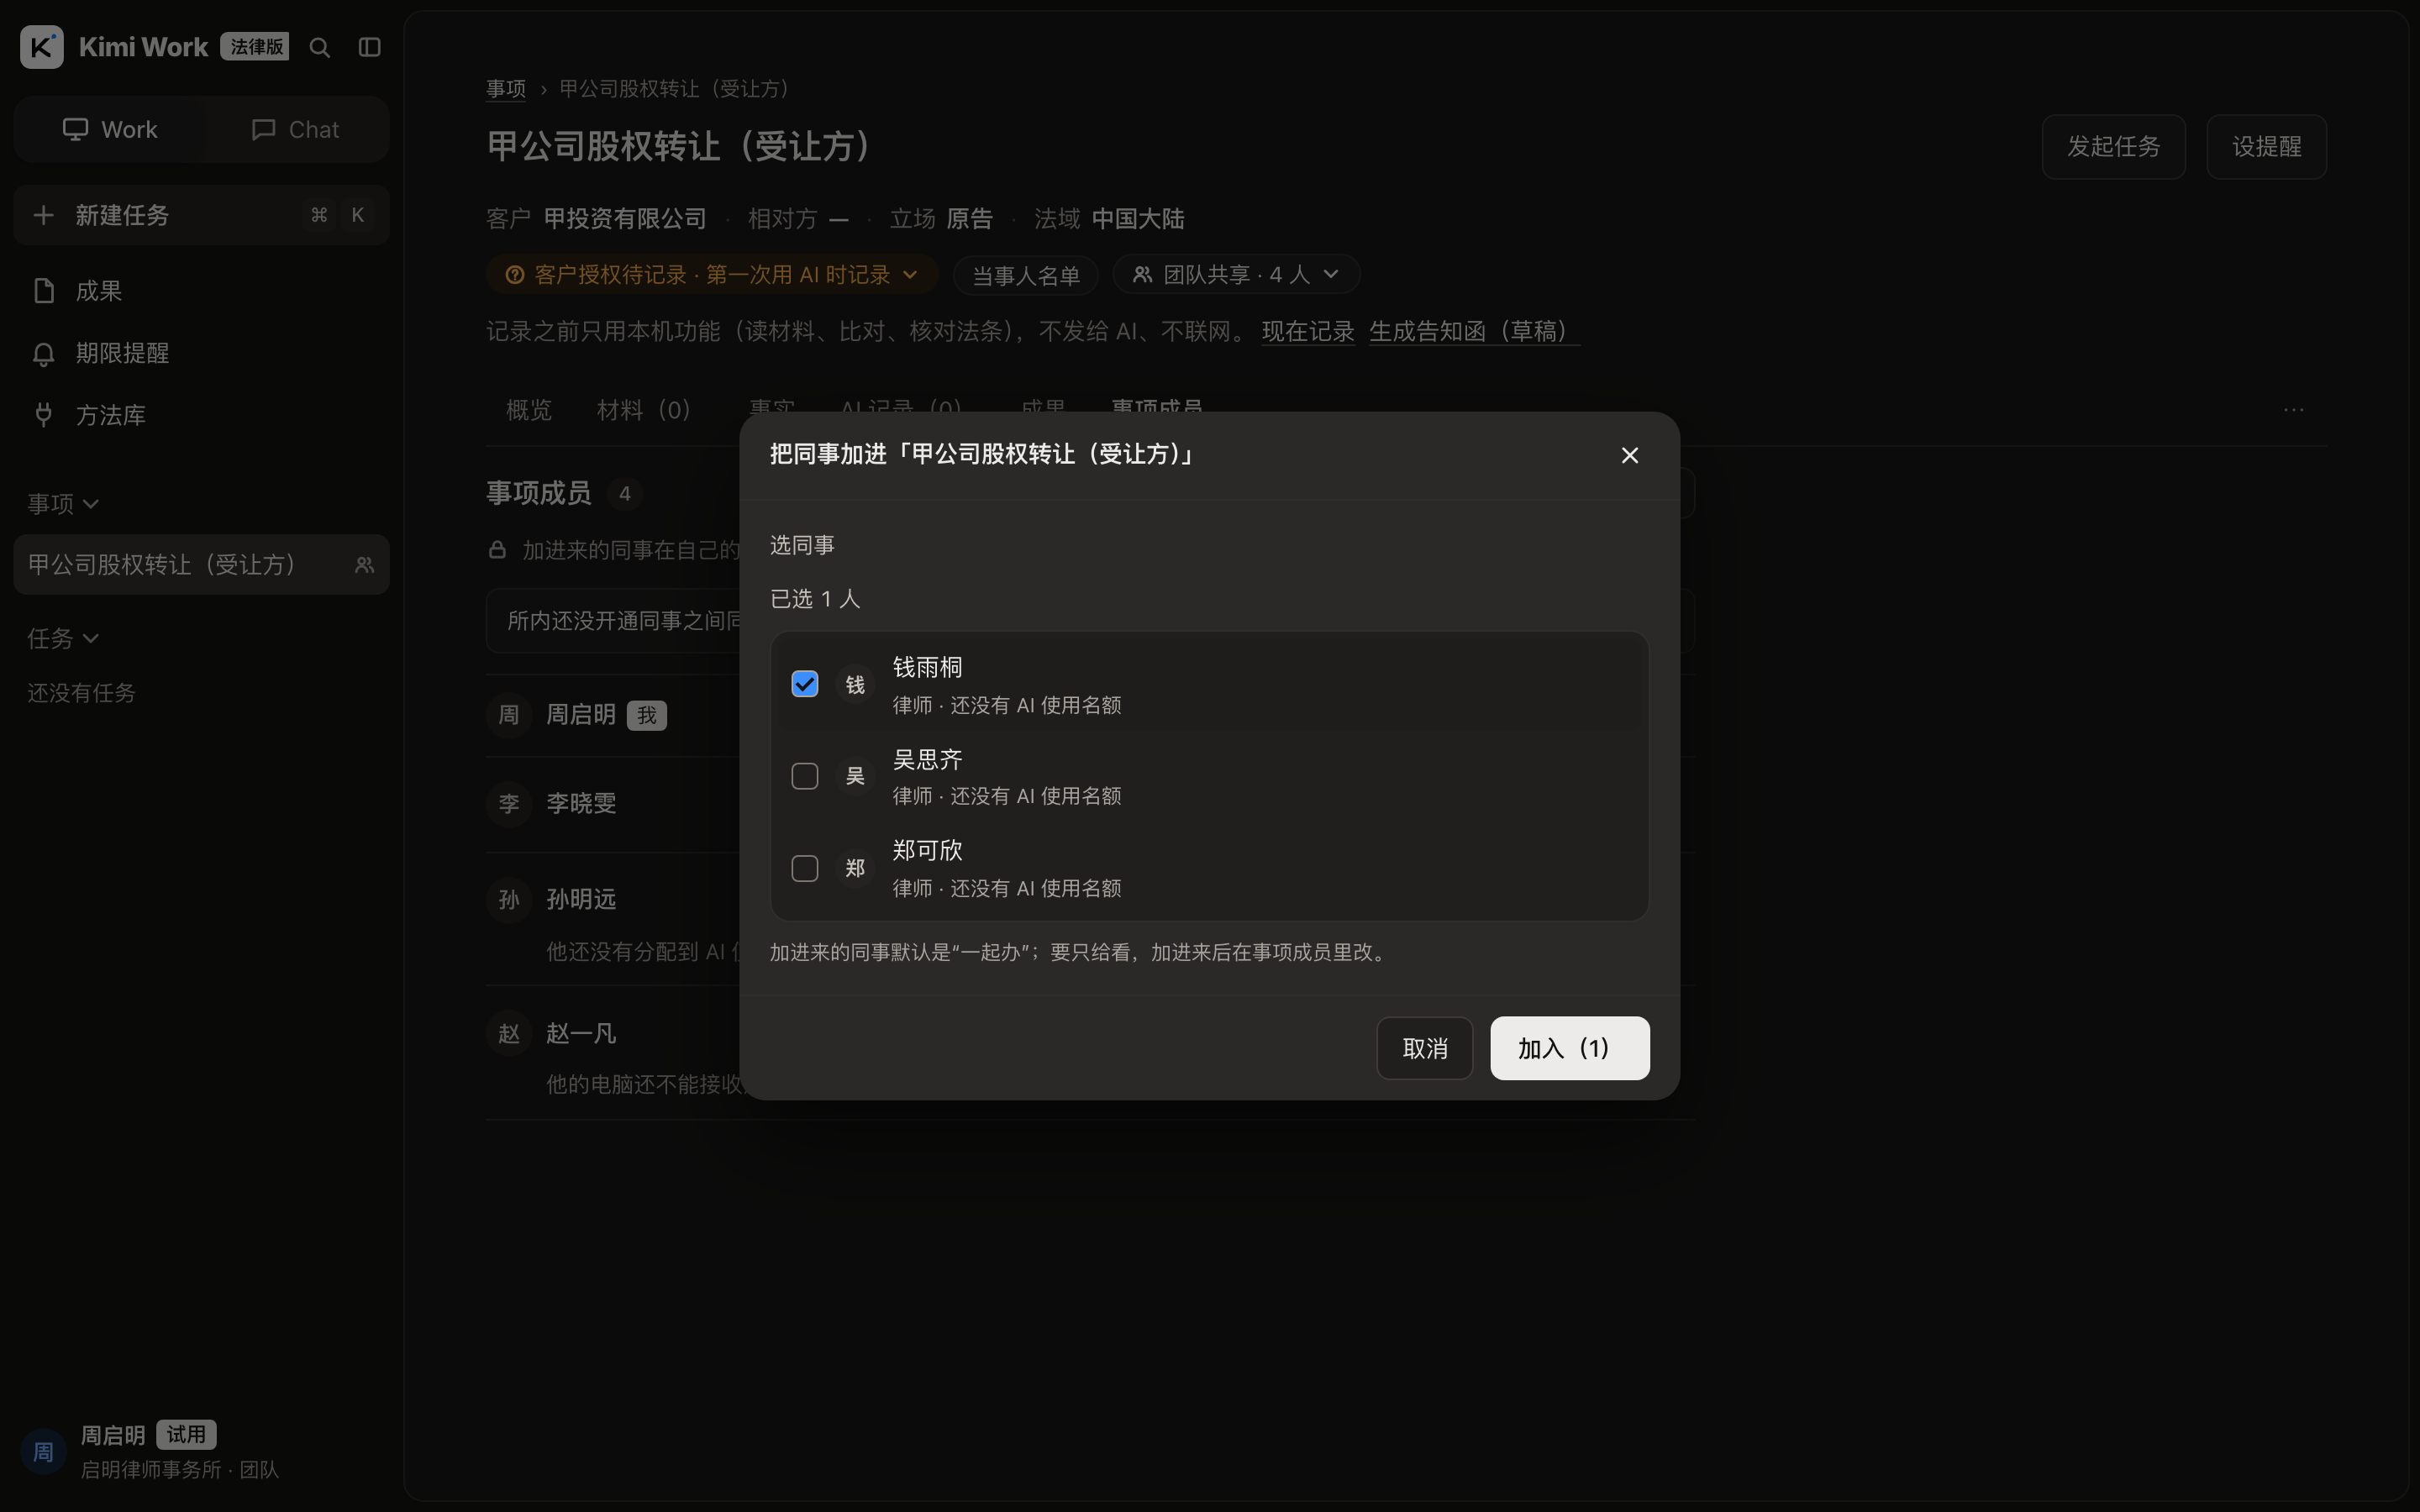 Kimi Work 法律版
Work
Chat
新建任务 ⌘ K
成果
期限提醒
方法库
事项
甲公司股权转让（受让方）
任务
还没有任务
周 周启明 试用
启明律师事务所 · 团队
事项 › 甲公司股权转让（受让方）
甲公司股权转让（受让方）
发起任务
设提醒
客户 甲投资有限公司 · 相对方 — · 立场 原告 · 法域 中国大陆
客户授权待记录 · 第一次用 AI 时记录
当事人名单
团队共享 · 4 人
记录之前只用本机功能（读材料、比对、核对法条），不发给 AI、不联网。 现在记录 生成告知函（草稿）
概览 材料（0） 事实 AI 记录（0） 成果 事项成员 ···
事项成员 4
加进来的同事在自己的
所内还没开通同事之间同
周 周启明 我
李 李晓雯
孙 孙明远
他还没有分配到 AI
赵 赵一凡
他的电脑还不能接收
把同事加进「甲公司股权转让（受让方）」
选同事
已选 1 人
钱 钱雨桐
律师 · 还没有 AI 使用名额
吴 吴思齐
律师 · 还没有 AI 使用名额
郑 郑可欣
律师 · 还没有 AI 使用名额
加进来的同事默认是“一起办”；要只给看，加进来后在事项成员里改。
取消
加入（1）